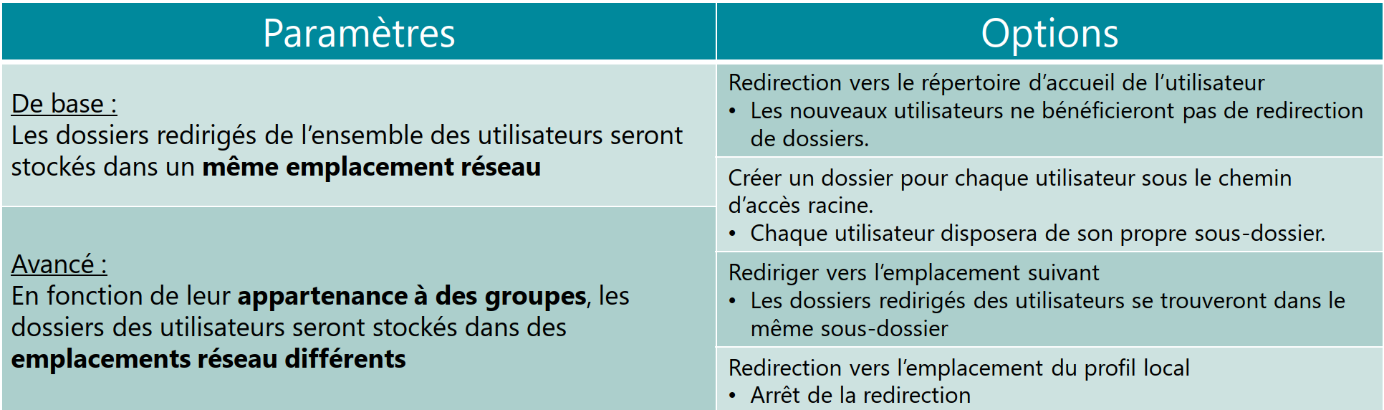 Paramètres
Options
De base :
Les dossiers redirigés de l’ensemble des utilisateurs seront
stockés dans un même emplacement réseau
Avancé :
En fonction de leur appartenance à des groupes, les
dossiers des utilisateurs seront stockés dans des
emplacements réseau différents
Redirection vers le répertoire d’accueil de l’utilisateur
• Les nouveaux utilisateurs ne bénéficieront pas de redirection
de dossiers.
Créer un dossier pour chaque utilisateur sous le chemin
d’accès racine.
• Chaque utilisateur disposera de son propre sous-dossier.
Rediriger vers l’emplacement suivant
• Les dossiers redirigés des utilisateurs se trouveront dans le
même sous-dossier
Redirection vers l’emplacement du profil local
• Arrêt de la redirection